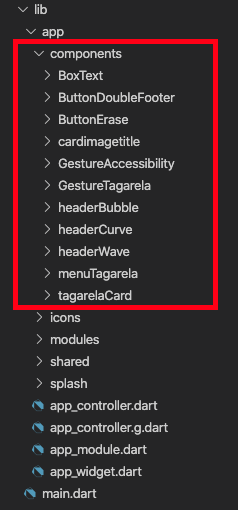 lib
app
components
BoxText
ButtonDoubleFooter
ButtonErase
cardimagetitle
GestureAccessibility
GestureTagarela
headerBubble
headerCurve
headerWave
menuTagarela
tagarelaCard
icons
modules
shared
splash
app_controller.dart
app_controller.g.dart
app_module.dart
app_widget.dart
main.dart